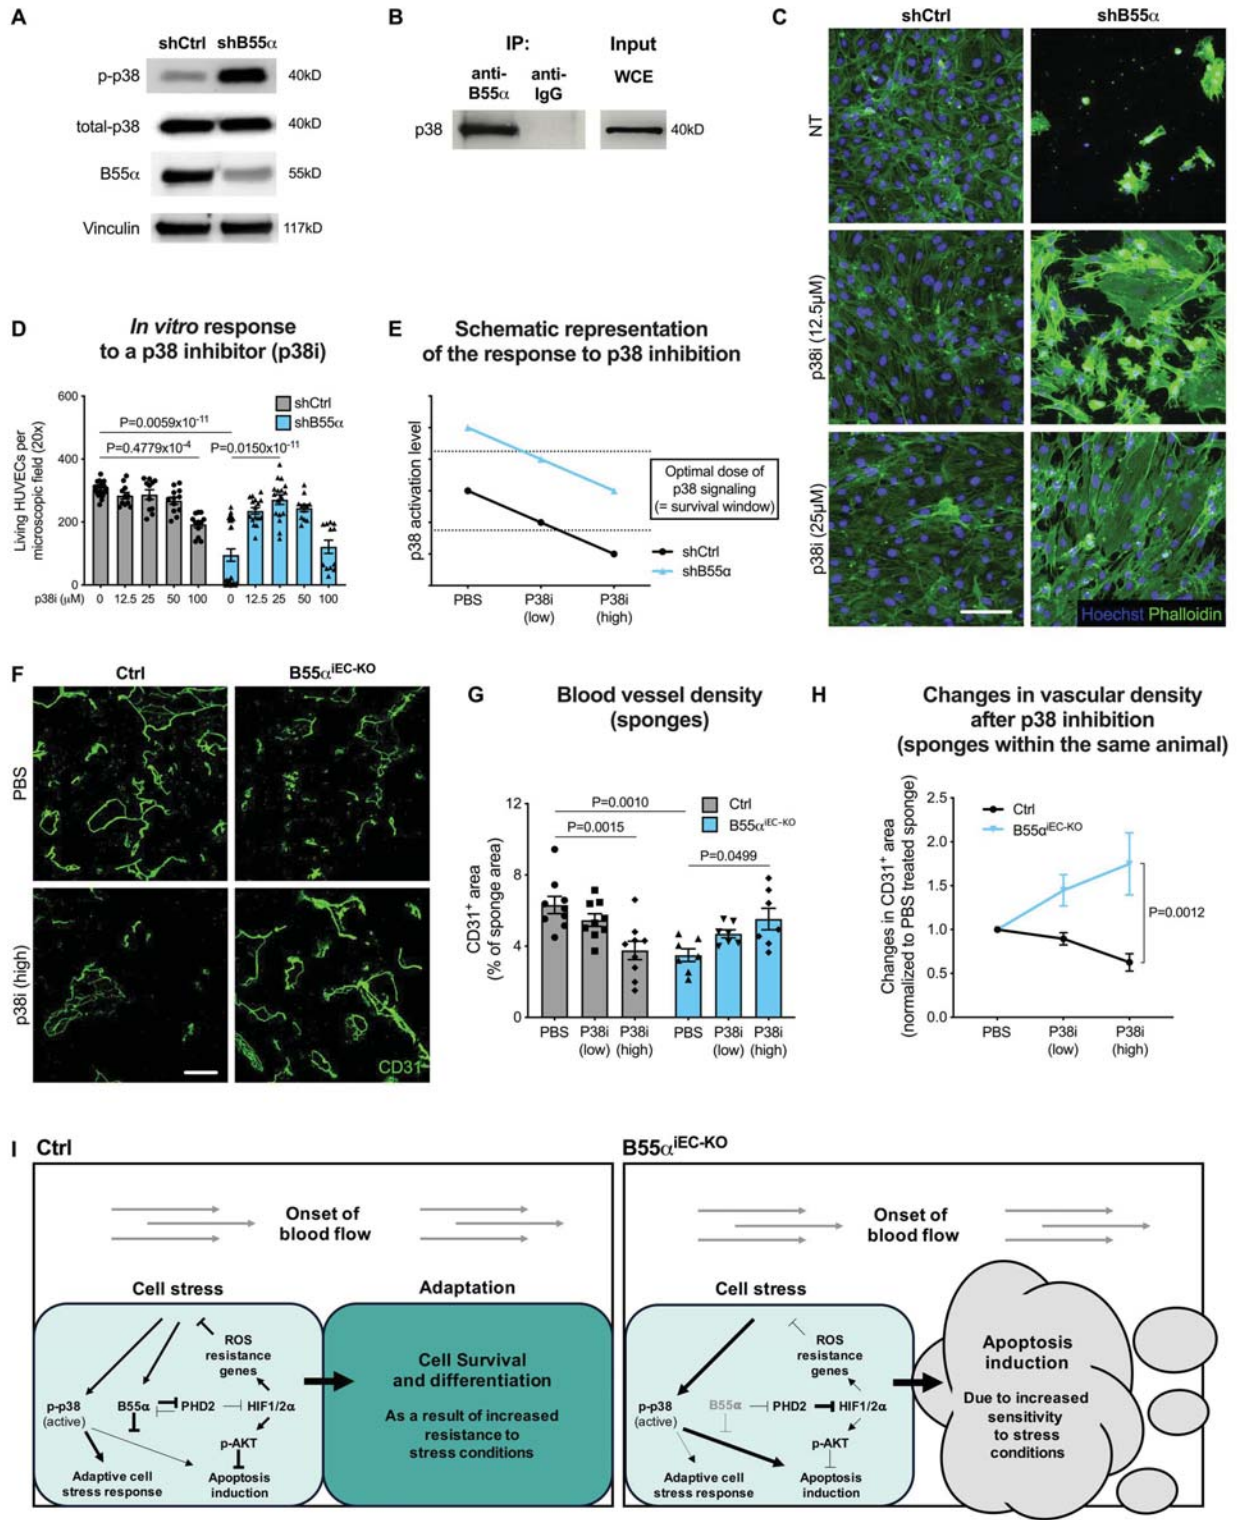 A
shCtrl shB55α
p-p38 40kD
total-p38 40kD
B55α 55kD
Vinculin 117kD
B
IP: Input
anti- anti- WCE
B55α IgG
p38 40kD
C
shCtrl shB55α
NT
p38i (12.5μM)
p38i (25μM)
Hoechst Phalloidin
D
In vitro response
to a p38 inhibitor (p38i)
Living HUVECs per
microscopic field (20x)
600
400
200
0
shCtrl
shB55α
P=0.0059x10-11
P=0.4779x10-4 P=0.0150x10-11
p38i (μM) 0 12.5 25 50 100 0 12.5 25 50 100
E
Schematic representation
of the response to p38 inhibition
p38 activation level
Optimal dose of
p38 signaling
(= survival window)
shCtrl
shB55α
PBS P38i P38i
(low) (high)
F
Ctrl B55αiEC-KO
PBS
p38i (high)
CD31
G
Blood vessel density
(sponges)
CD31+ area
(% of sponge area)
12
8
4
0
P=0.0010
P=0.0015
P=0.0499
Ctrl
B55αiEC-KO
PBS P38i P38i PBS P38i P38i
(low) (high) (low) (high)
H
Changes in vascular density
after p38 inhibition
(sponges within the same animal)
Changes in CD31+ area
(normalized to PBS treated sponge)
2.5
2.0
1.5
1.0
0.5
0.0
Ctrl
B55αiEC-KO
P=0.0012
PBS P38i P38i
(low) (high)
I Ctrl
Onset of
blood flow
Cell stress
ROS
resistance
genes
p-p38
(active)
B55α PHD2 HIF1/2α
p-AKT
Adaptive cell
stress response
Apoptosis
induction
Adaptation
Cell Survival
and differentiation
As a result of increased
resistance to
stress conditions
B55αiEC-KO
Onset of
blood flow
Cell stress
ROS
resistance
genes
p-p38
(active)
B55α PHD2 HIF1/2α
p-AKT
Adaptive cell
stress response
Apoptosis
induction
Apoptosis
induction
Due to increased
sensitivity
to stress
conditions